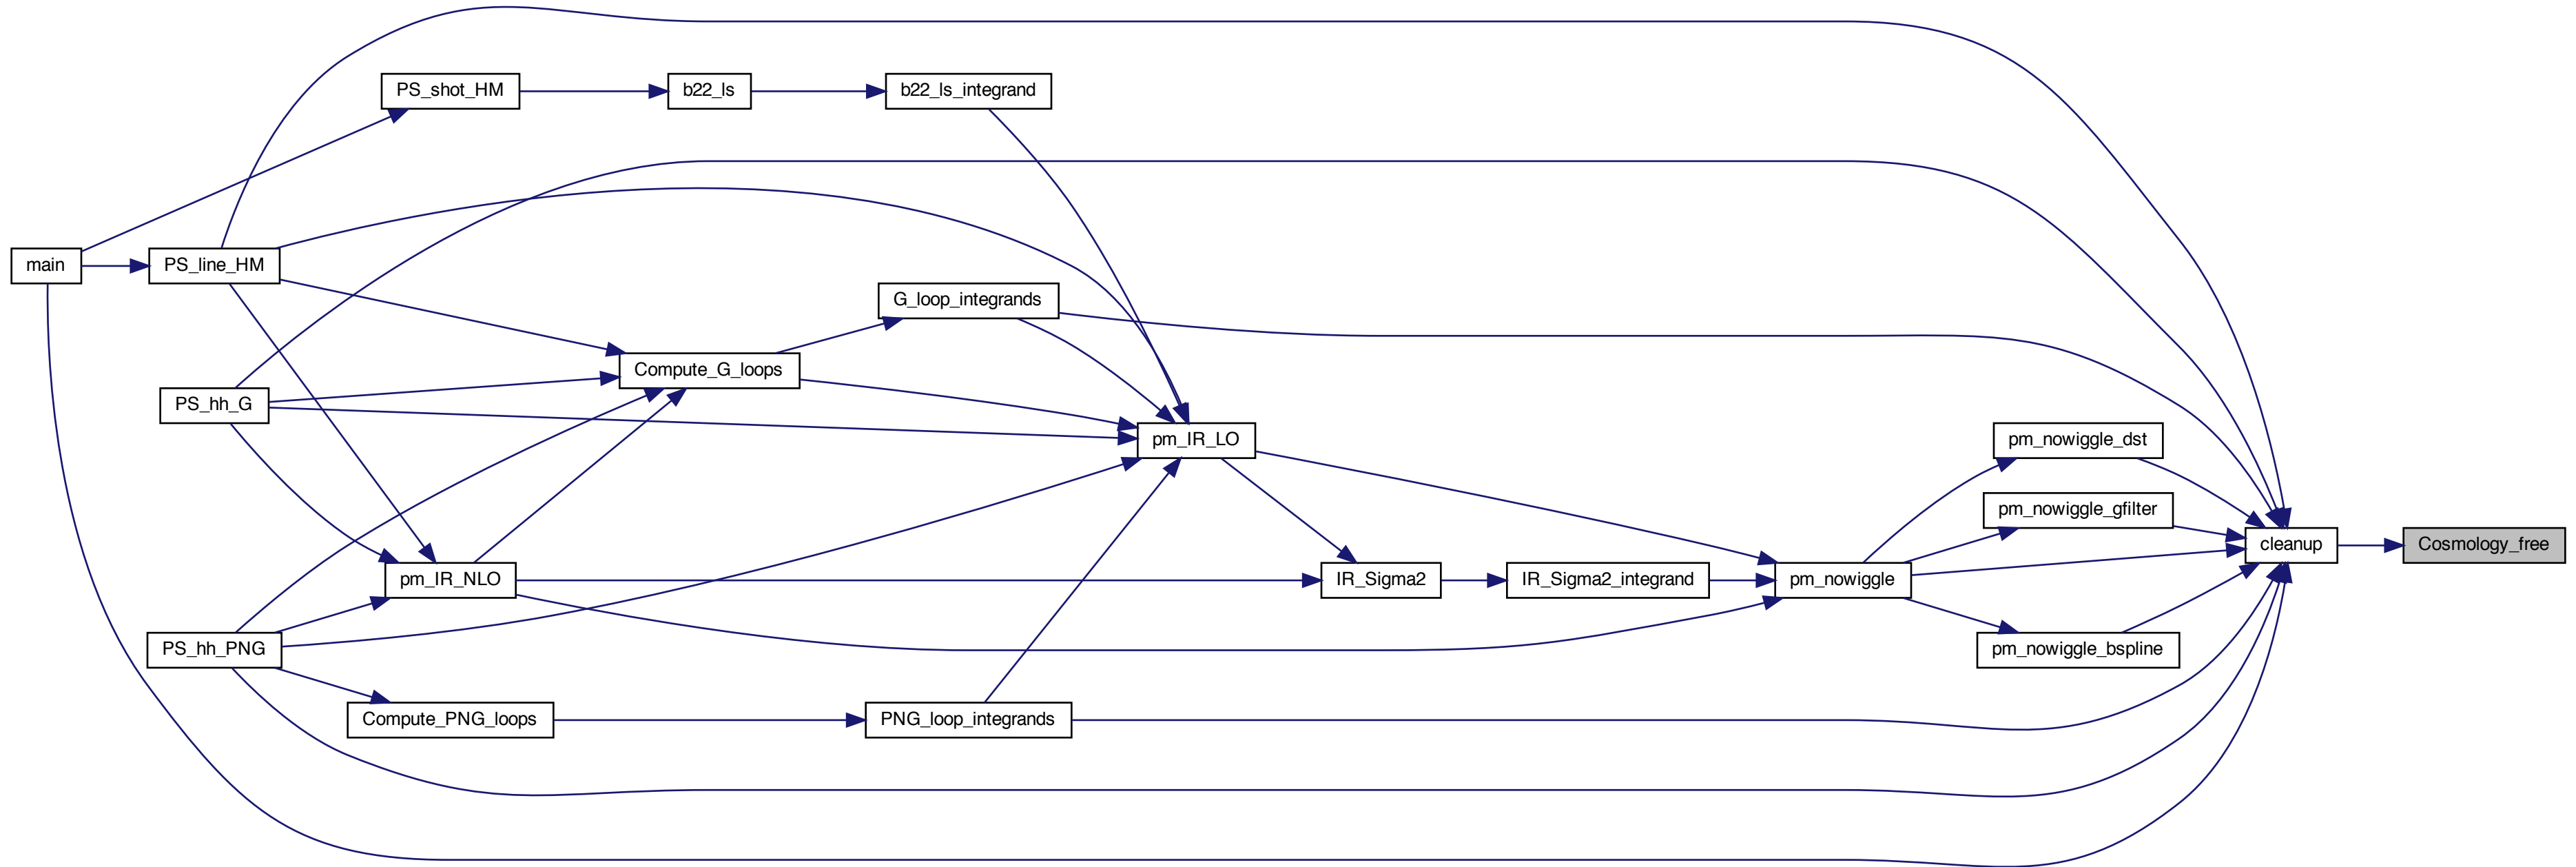 PS_shot_HM
b22_ls
b22_ls_integrand
main
PS_line_HM
G_loop_integrands
Compute_G_loops
PS_hh_G
pm_IR_LO
pm_nowiggle_dst
pm_nowiggle_gfilter
cleanup
Cosmology_free
pm_IR_NLO
IR_Sigma2
IR_Sigma2_integrand
pm_nowiggle
PS_hh_PNG
pm_nowiggle_bspline
Compute_PNG_loops
PNG_loop_integrands